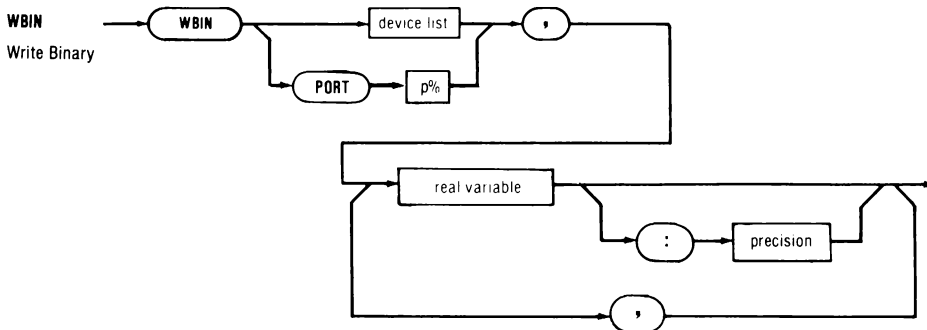 WBIN
Write Binary
WBIN
device list
,
PORT
p%
real variable
:
precision
,